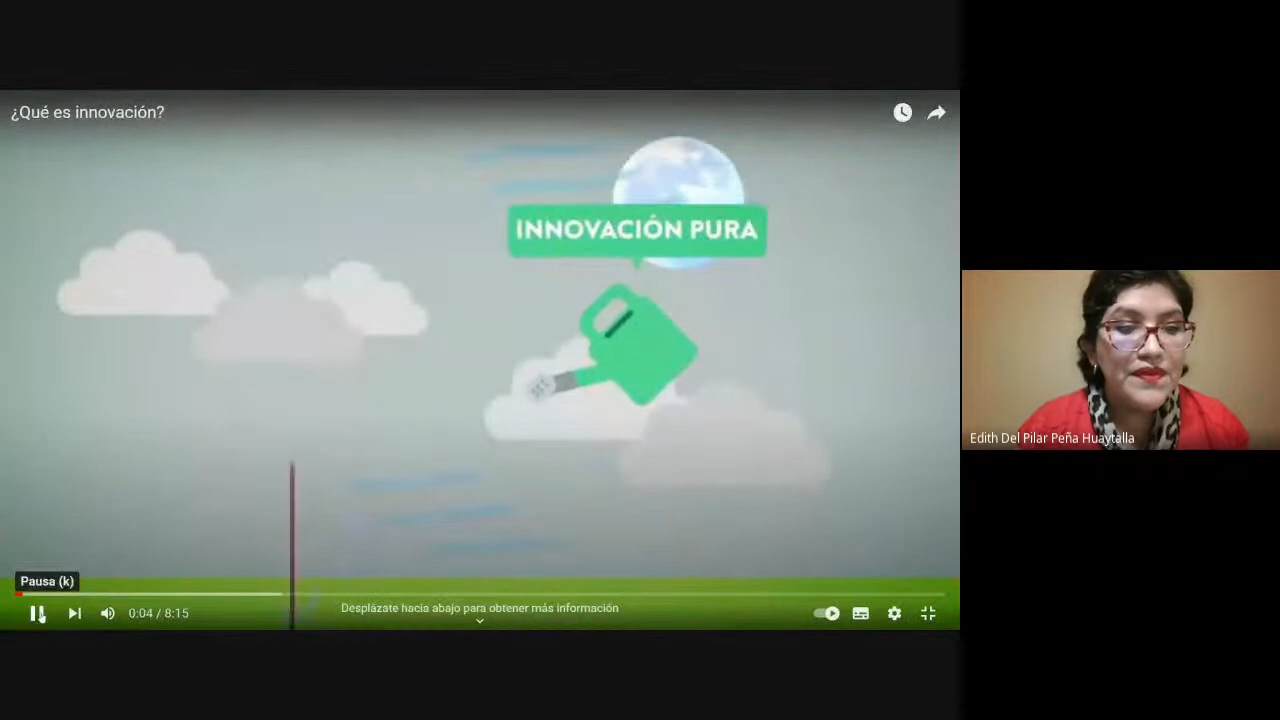 ¿Qué es innovación?
INNOVACIÓN PURA
Edith Del Pilar Peña Huaytalla
Pausa (k)
0:04 / 8:15
Desplázate hacia abajo para obtener más información